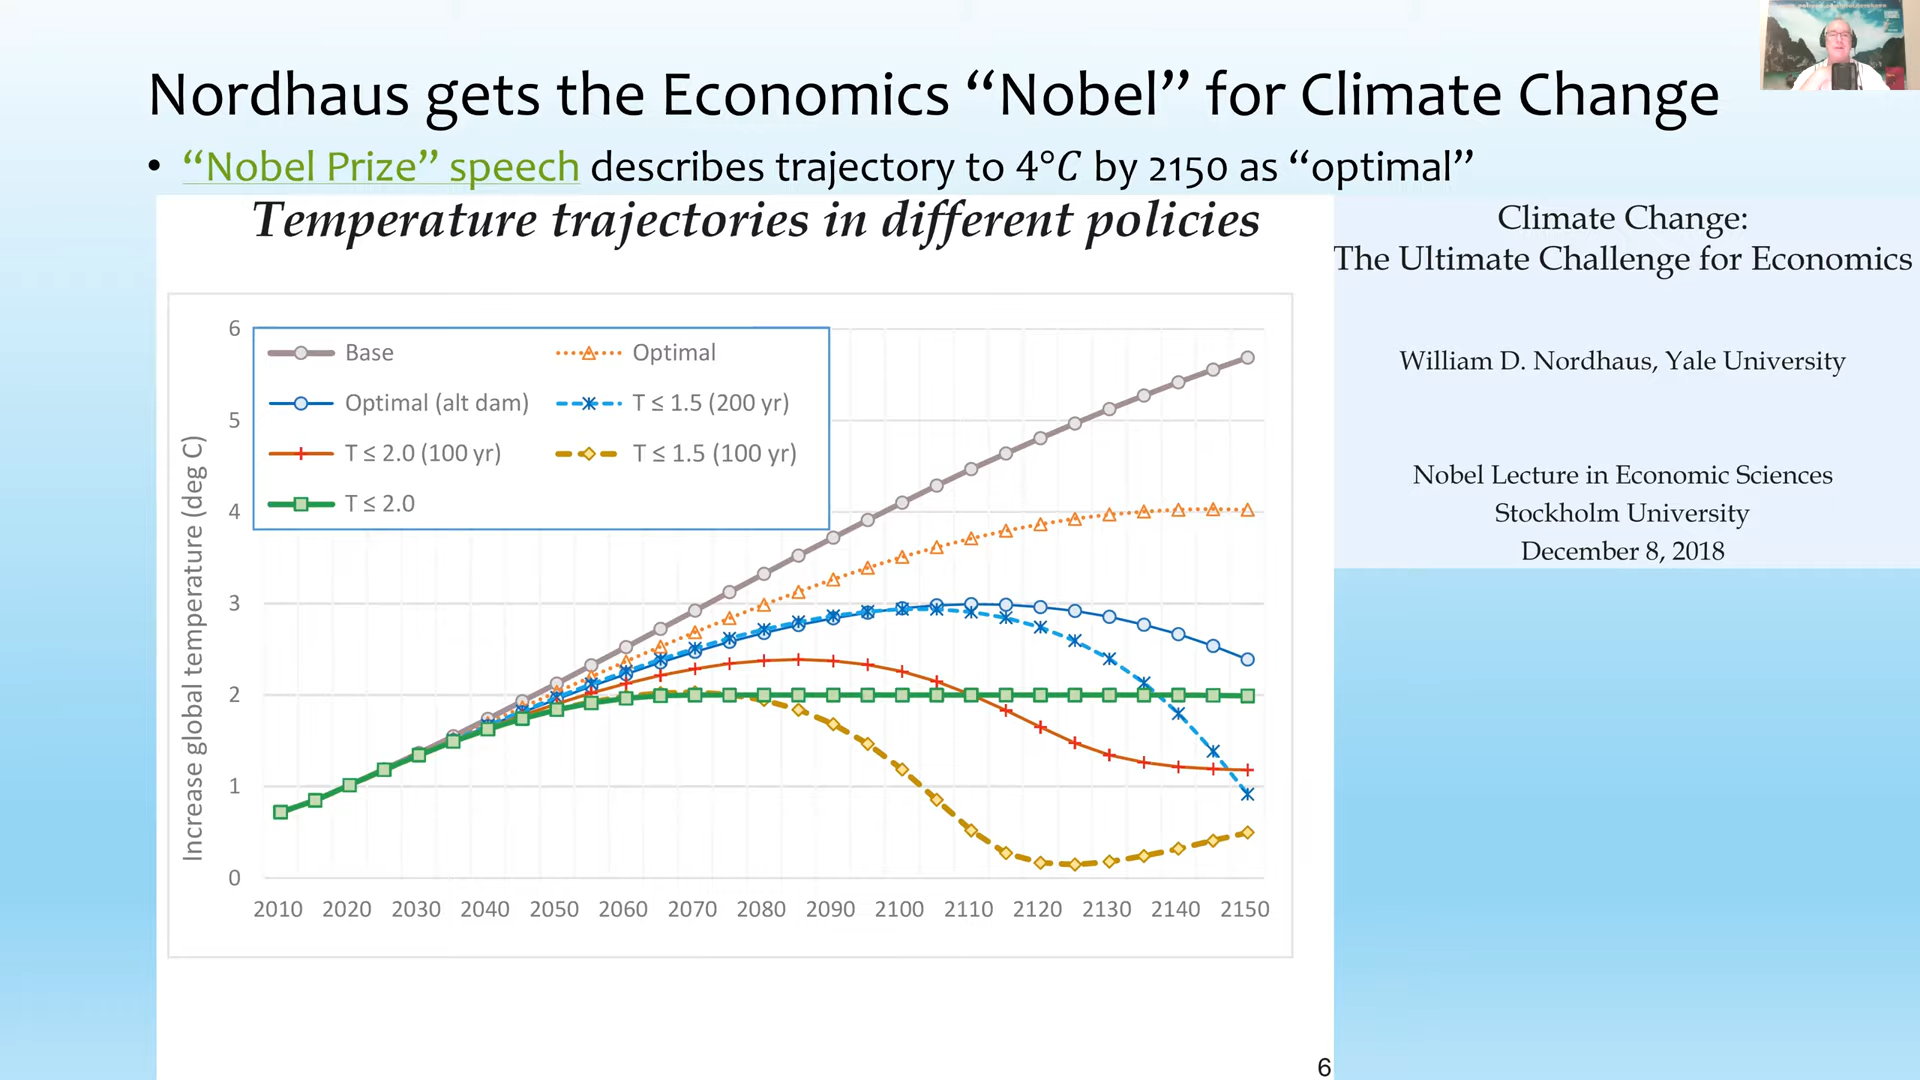 Nordhaus gets the Economics “Nobel” for Climate Change
• “Nobel Prize” speech describes trajectory to 4°C by 2150 as “optimal”
Temperature trajectories in different policies
Climate Change:
The Ultimate Challenge for Economics
William D. Nordhaus, Yale University
Nobel Lecture in Economic Sciences
Stockholm University
December 8, 2018
Increase global temperature (deg C)
6
5
4
3
2
1
0
Base
Optimal
Optimal (alt dam)
T ≤ 1.5 (200 yr)
T ≤ 2.0 (100 yr)
T ≤ 1.5 (100 yr)
T ≤ 2.0
2010 2020 2030 2040 2050 2060 2070 2080 2090 2100 2110 2120 2130 2140 2150
6